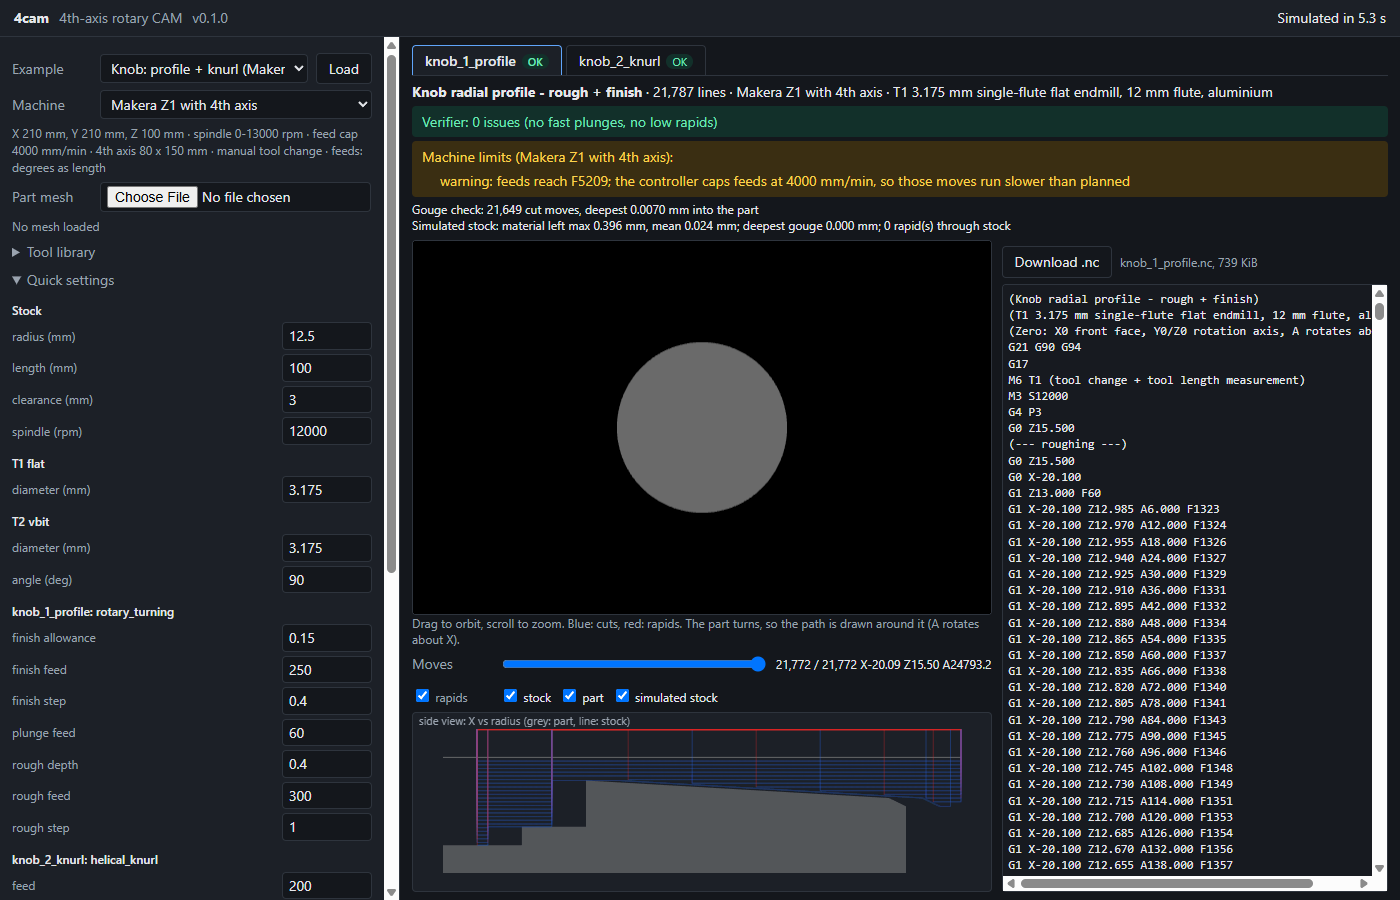 4cam 4th-axis rotary CAM v0.1.0
Simulated in 5.3 s
Example Knob: profile + knurl (Maker Load
Machine Makera Z1 with 4th axis
X 210 mm, Y 210 mm, Z 100 mm · spindle 0-13000 rpm · feed cap
4000 mm/min · 4th axis 80 x 150 mm · manual tool change · feeds:
degrees as length
Part mesh Choose File No file chosen
No mesh loaded
▶ Tool library
▼ Quick settings
Stock
radius (mm) 12.5
length (mm) 100
clearance (mm) 3
spindle (rpm) 12000
T1 flat
diameter (mm) 3.175
T2 vbit
diameter (mm) 3.175
angle (deg) 90
knob_1_profile: rotary_turning
finish allowance 0.15
finish feed 250
finish step 0.4
plunge feed 60
rough depth 0.4
rough feed 300
rough step 1
knob_2_knurl: helical_knurl
feed 200
knob_1_profile OK knob_2_knurl OK
Knob radial profile - rough + finish · 21,787 lines · Makera Z1 with 4th axis · T1 3.175 mm single-flute flat endmill, 12 mm flute, aluminium
Verifier: 0 issues (no fast plunges, no low rapids)
Machine limits (Makera Z1 with 4th axis):
warning: feeds reach F5209; the controller caps feeds at 4000 mm/min, so those moves run slower than planned
Gouge check: 21,649 cut moves, deepest 0.0070 mm into the part
Simulated stock: material left max 0.396 mm, mean 0.024 mm; deepest gouge 0.000 mm; 0 rapid(s) through stock
Drag to orbit, scroll to zoom. Blue: cuts, red: rapids. The part turns, so the path is drawn around it (A rotates
about X).
Moves 21,772 / 21,772 X-20.09 Z15.50 A24793.2
rapids stock part simulated stock
side view: X vs radius (grey: part, line: stock)
Download .nc knob_1_profile.nc, 739 KiB
(Knob radial profile - rough + finish)
(T1 3.175 mm single-flute flat endmill, 12 mm flute, al
(Zero: X0 front face, Y0/Z0 rotation axis, A rotates ab
G21 G90 G94
G17
M6 T1 (tool change + tool length measurement)
M3 S12000
G4 P3
G0 Z15.500
(--- roughing ---)
G0 Z15.500
G0 X-20.100
G1 Z13.000 F60
G1 X-20.100 Z12.985 A6.000 F1323
G1 X-20.100 Z12.970 A12.000 F1324
G1 X-20.100 Z12.955 A18.000 F1326
G1 X-20.100 Z12.940 A24.000 F1327
G1 X-20.100 Z12.925 A30.000 F1329
G1 X-20.100 Z12.910 A36.000 F1331
G1 X-20.100 Z12.895 A42.000 F1332
G1 X-20.100 Z12.880 A48.000 F1334
G1 X-20.100 Z12.865 A54.000 F1335
G1 X-20.100 Z12.850 A60.000 F1337
G1 X-20.100 Z12.835 A66.000 F1338
G1 X-20.100 Z12.820 A72.000 F1340
G1 X-20.100 Z12.805 A78.000 F1341
G1 X-20.100 Z12.790 A84.000 F1343
G1 X-20.100 Z12.775 A90.000 F1345
G1 X-20.100 Z12.760 A96.000 F1346
G1 X-20.100 Z12.745 A102.000 F1348
G1 X-20.100 Z12.730 A108.000 F1349
G1 X-20.100 Z12.715 A114.000 F1351
G1 X-20.100 Z12.700 A120.000 F1353
G1 X-20.100 Z12.685 A126.000 F1354
G1 X-20.100 Z12.670 A132.000 F1356
G1 X-20.100 Z12.655 A138.000 F1357